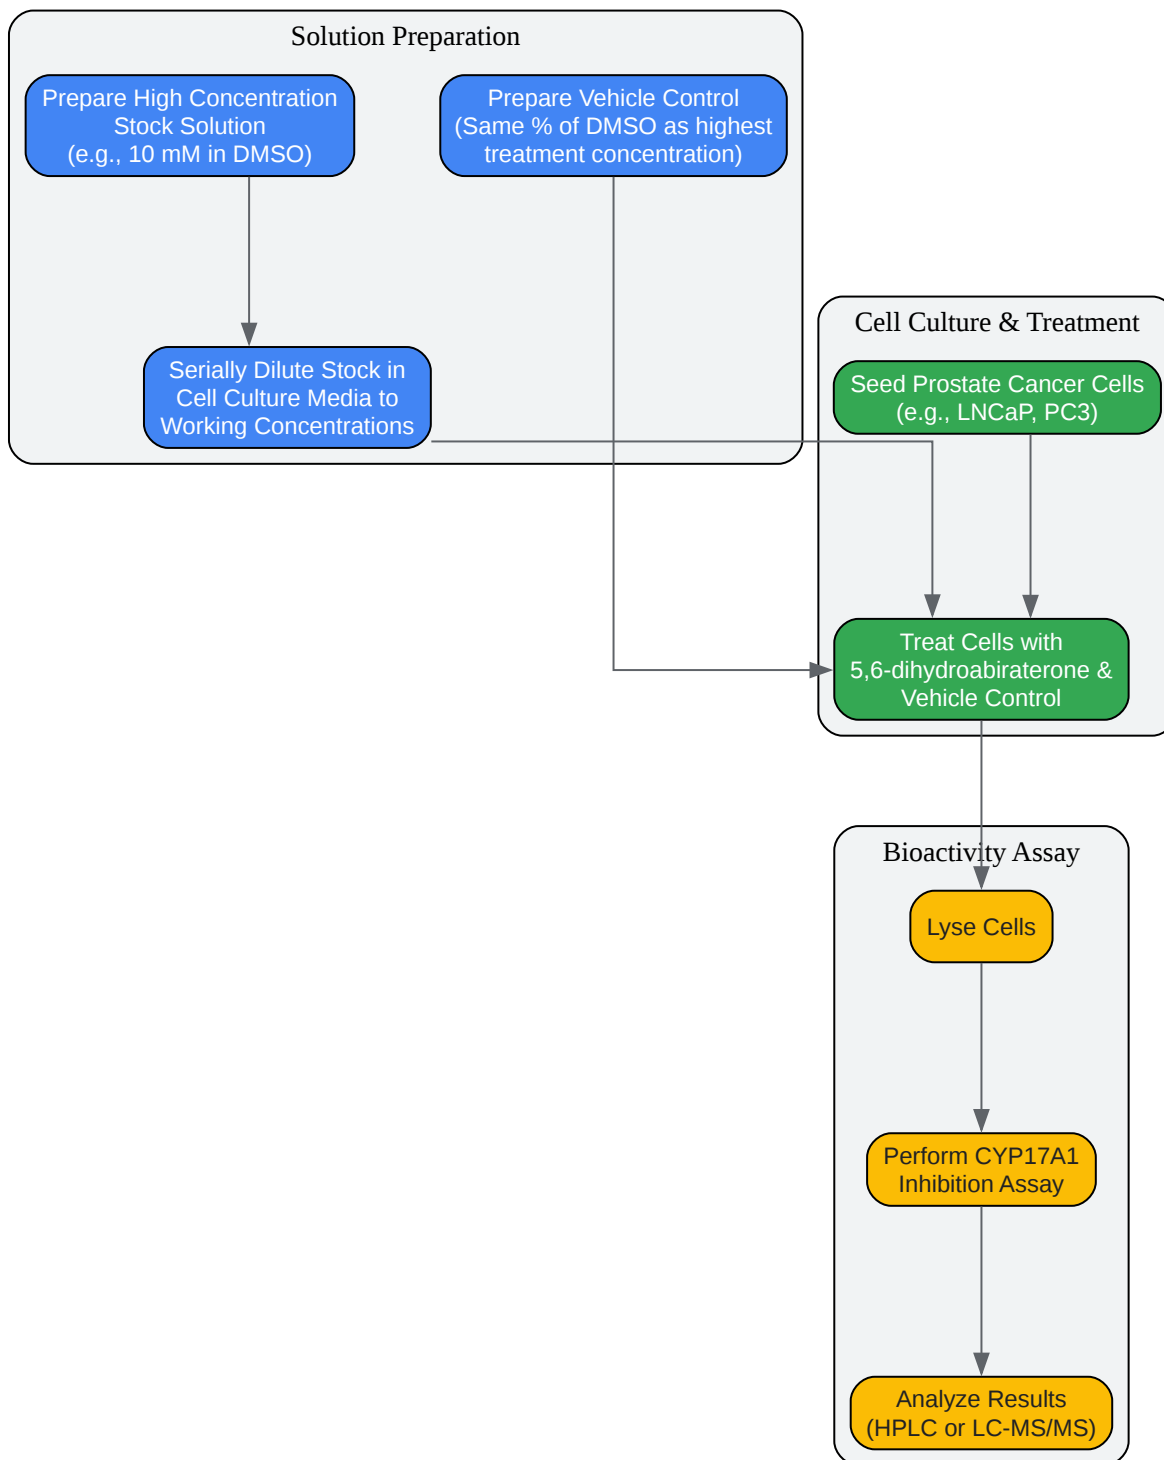 Solution Preparation
Prepare High Concentration
Stock Solution
(e.g., 10 mM in DMSO)
Prepare Vehicle Control
(Same % of DMSO as highest
treatment concentration)
Serially Dilute Stock in
Cell Culture Media to
Working Concentrations
Cell Culture & Treatment
Seed Prostate Cancer Cells
(e.g., LNCaP, PC3)
Treat Cells with
5,6-dihydroabiraterone &
Vehicle Control
Bioactivity Assay
Lyse Cells
Perform CYP17A1
Inhibition Assay
Analyze Results
(HPLC or LC-MS/MS)